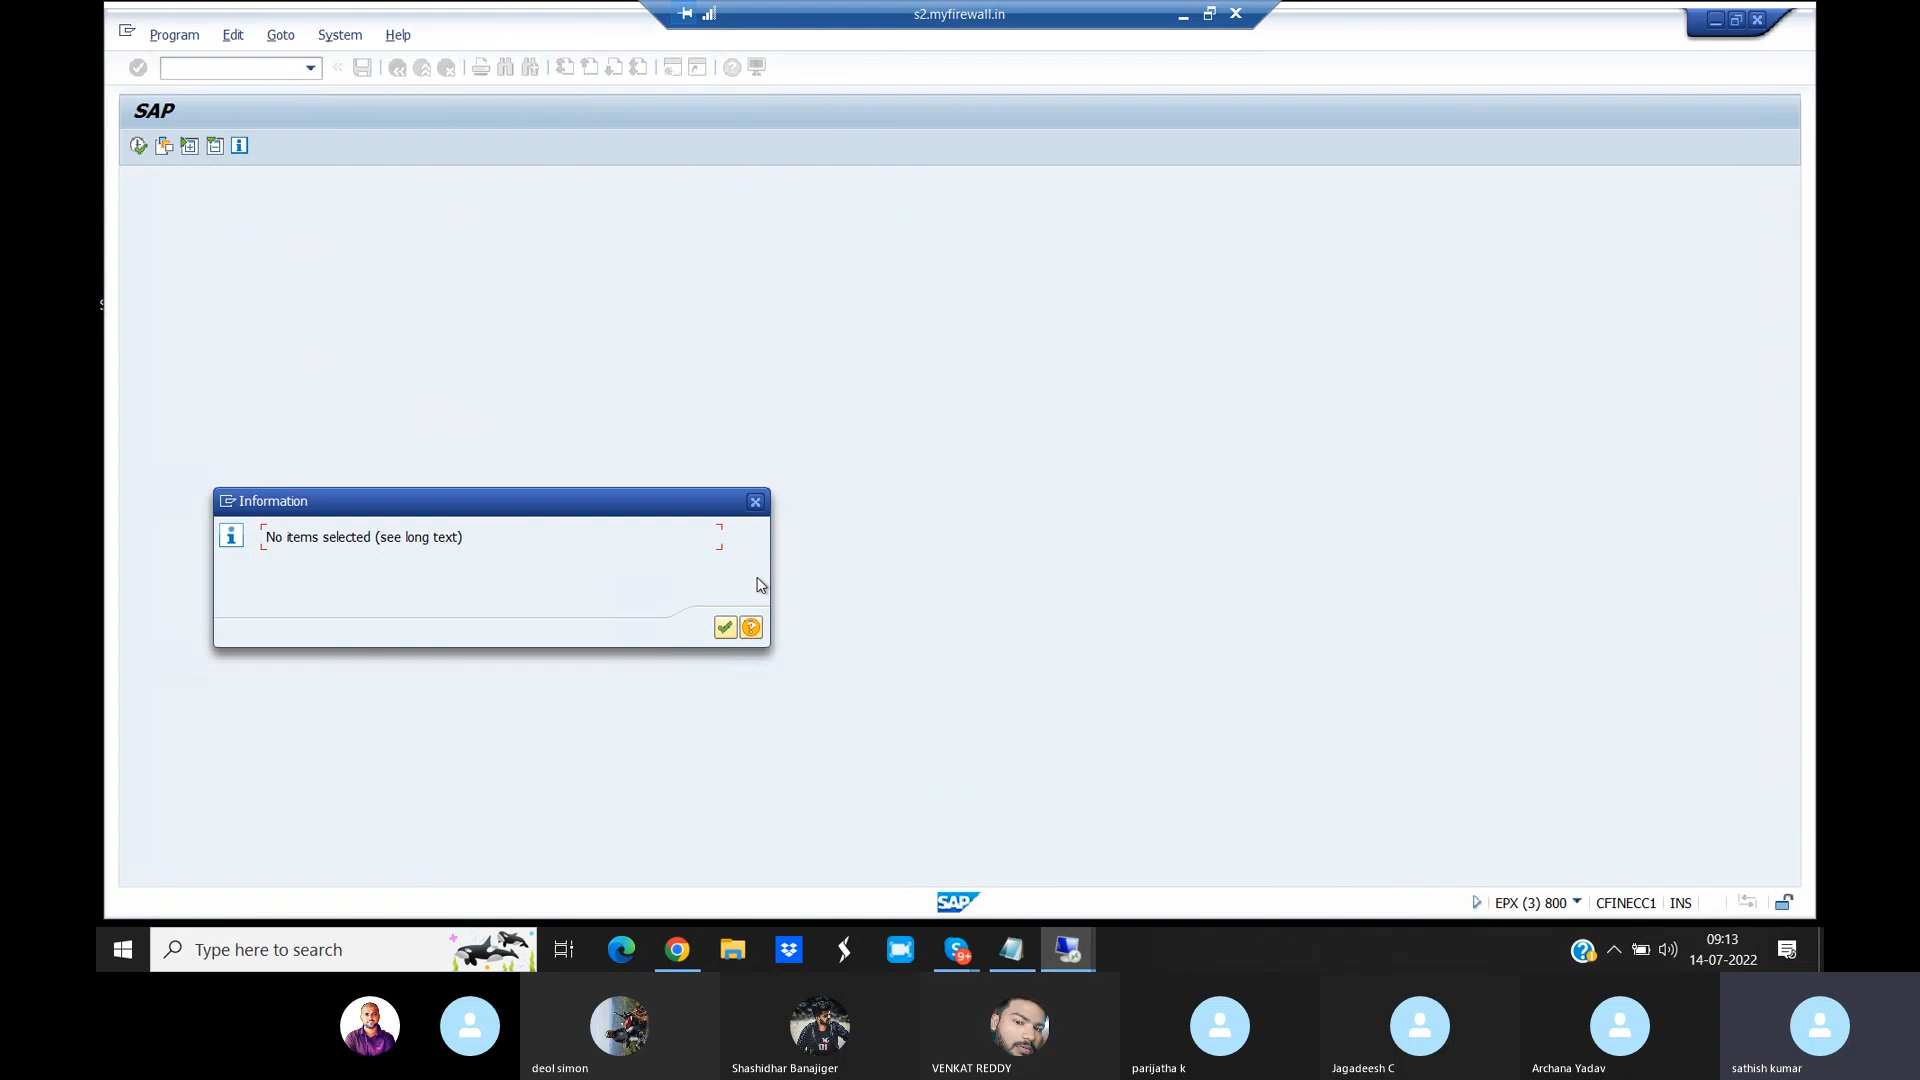 s2.myfirewall.in
Program Edit Goto System Help
SAP
Information
No items selected (see long text)
SAP
EPX (3) 800 CFINECC1 INS
Type here to search
9+
09:13
14-07-2022
deol simon
Shashidhar Banajiger
VENKAT REDDY
parijatha k
Jagadeesh C
Archana Yadav
sathish kumar